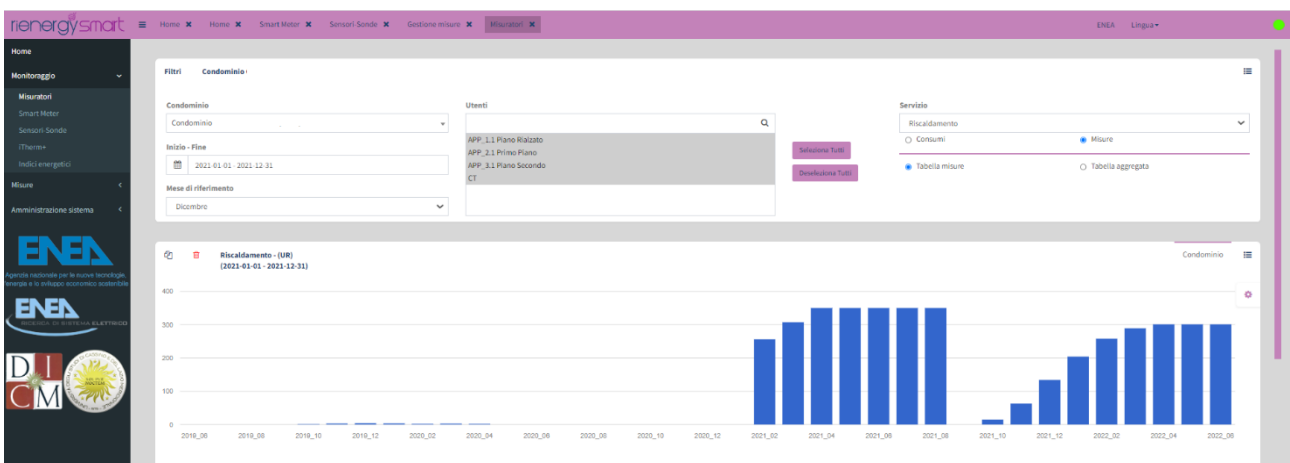 rienergysmart
Home ✖ Home ✖ Smart Meter ✖ Sensori-Sonde ✖ Gestione misure ✖ Misuratori ✖ ENEA Lingua
Home
Monitoraggio
Misuratori
Smart Meter
Sensori-Sonde
iTherm+
Indici energetici
Misure
Amministrazione sistema
ENEA
Agenzia nazionale per le nuove tecnologie,
l'energia e lo sviluppo economico sostenibile
ENEA
RICERCA DI SISTEMA ELETTRICO
DI
CM
Filtri Condominio
Condominio
Condominio
Inizio - Fine
2021-01-01 - 2021-12-31
Mese di riferimento
Dicembre
Utenti
APP_1.1 Piano Rialzato
APP_2.1 Primo Piano
APP_3.1 Piano Secondo
CT
Seleziona Tutti
Deseleziona Tutti
Servizio
Riscaldamento
Consumi Misure
Tabella misure Tabella aggregata
Riscaldamento - (UR)
(2021-01-01 - 2021-12-31)
Condominio
400
300
200
100
0
2019_06 2019_08 2019_10 2019_12 2020_02 2020_04 2020_06 2020_08 2020_10 2020_12 2021_02 2021_04 2021_06 2021_08 2021_10 2021_12 2022_02 2022_04 2022_06